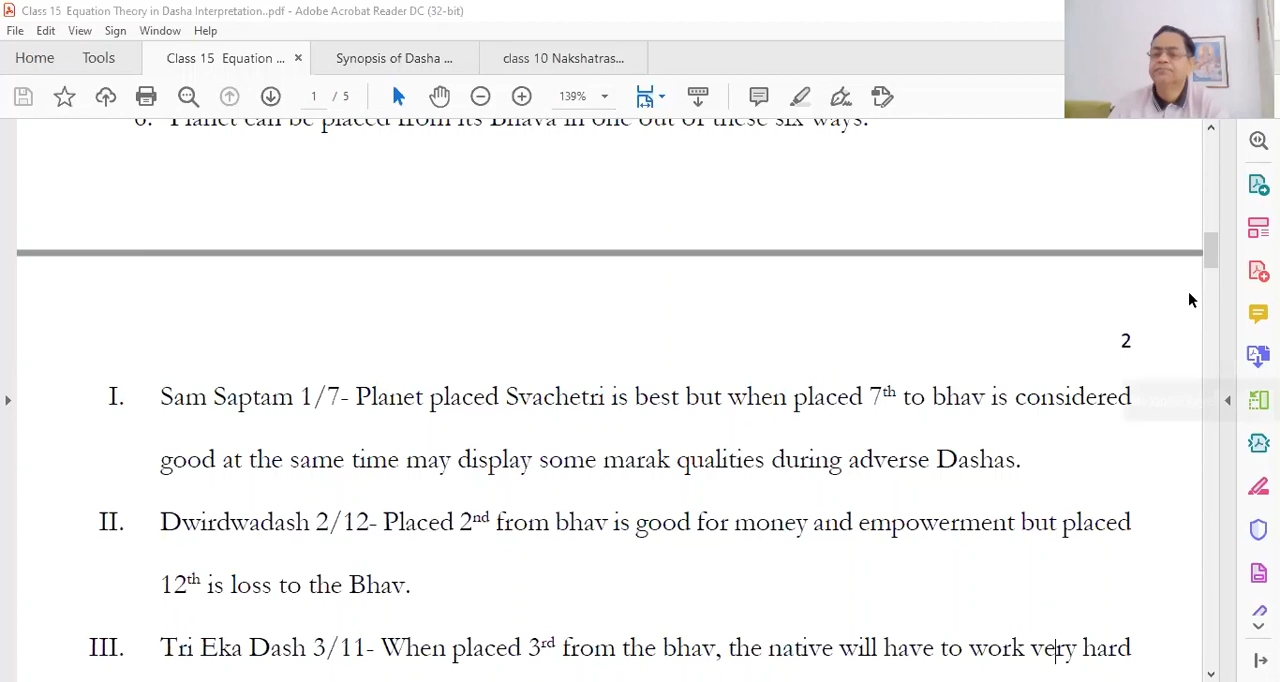 Class 15 Equation Theory in Dasha Interpretation..pdf - Adobe Acrobat Reader DC (32-bit)
File Edit View Sign Window Help
Home Tools Class 15 Equation ... × Synopsis of Dasha ... class 10 Nakshatras...
1 / 5 139%
6. Planet can be placed from its Bhava in one out of these six ways.
2
I. Sam Saptam 1/7- Planet placed Svachetri is best but when placed 7th to bhav is considered
good at the same time may display some marak qualities during adverse Dashas.
II. Dwirdwadash 2/12- Placed 2nd from bhav is good for money and empowerment but placed
12th is loss to the Bhav.
III. Tri Eka Dash 3/11- When placed 3rd from the bhav, the native will have to work very hard